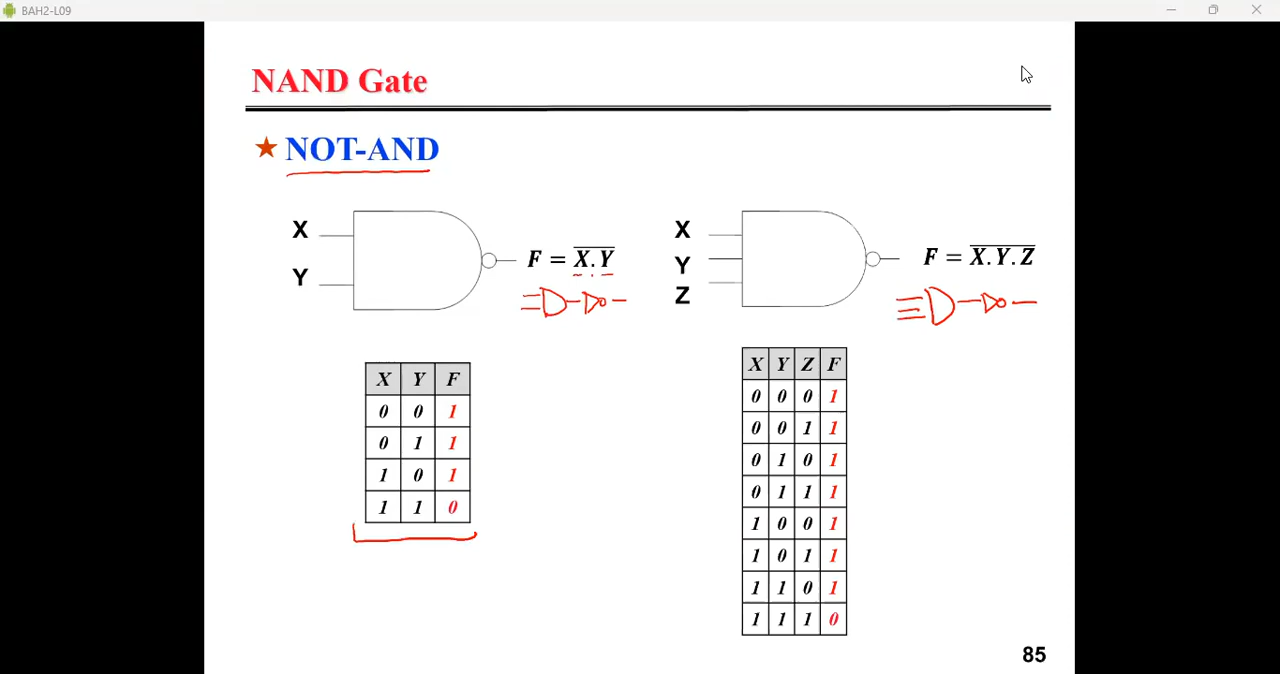 BAH2-L09
NAND Gate
★ NOT-AND
X
Y
F = \overline{X.Y}
X
Y
Z
F = \overline{X.Y.Z}
X Y F
0 0 1
0 1 1
1 0 1
1 1 0
X Y Z F
0 0 0 1
0 0 1 1
0 1 0 1
0 1 1 1
1 0 0 1
1 0 1 1
1 1 0 1
1 1 1 0
85